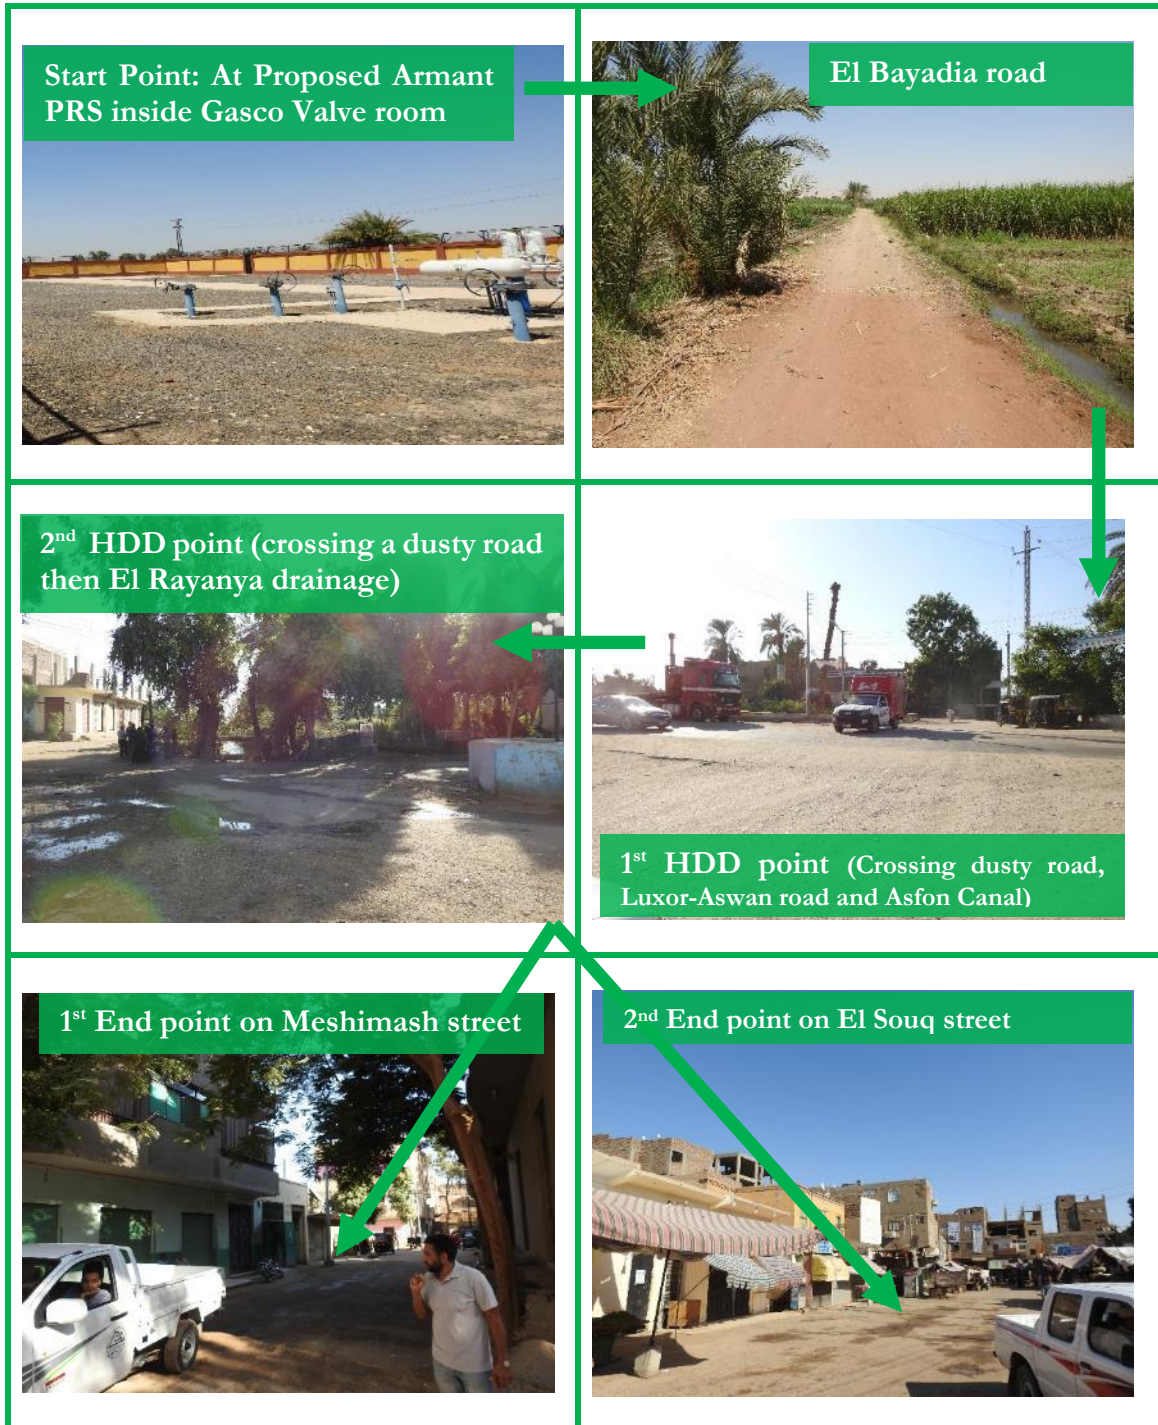 Start Point: At Proposed Armant
PRS inside Gasco Valve room
El Bayadia road
2nd HDD point (crossing a dusty road
then El Rayanya drainage)
1st HDD point (Crossing dusty road,
Luxor-Aswan road and Asfon Canal)
1st End point on Meshimash street
2nd End point on El Souq street